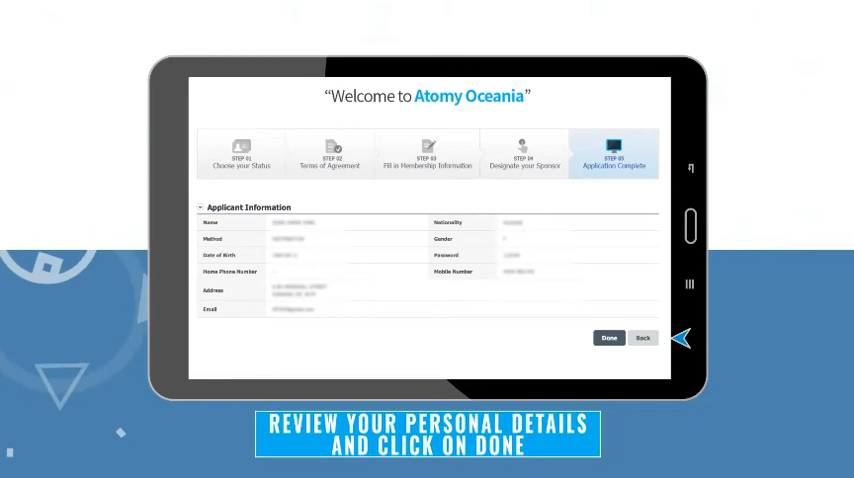 “Welcome to Atomy Oceania”
STEP 01
Choose your Status
STEP 02
Terms of Agreement
STEP 03
Fill in Membership Information
STEP 04
Designate your Sponsor
STEP 05
Application Complete
Applicant Information
Name
Nationality
Method
Gender
Date of Birth
Password
Home Phone Number
Mobile Number
Address
Email
Done
Back
REVIEW YOUR PERSONAL DETAILS
AND CLICK ON DONE